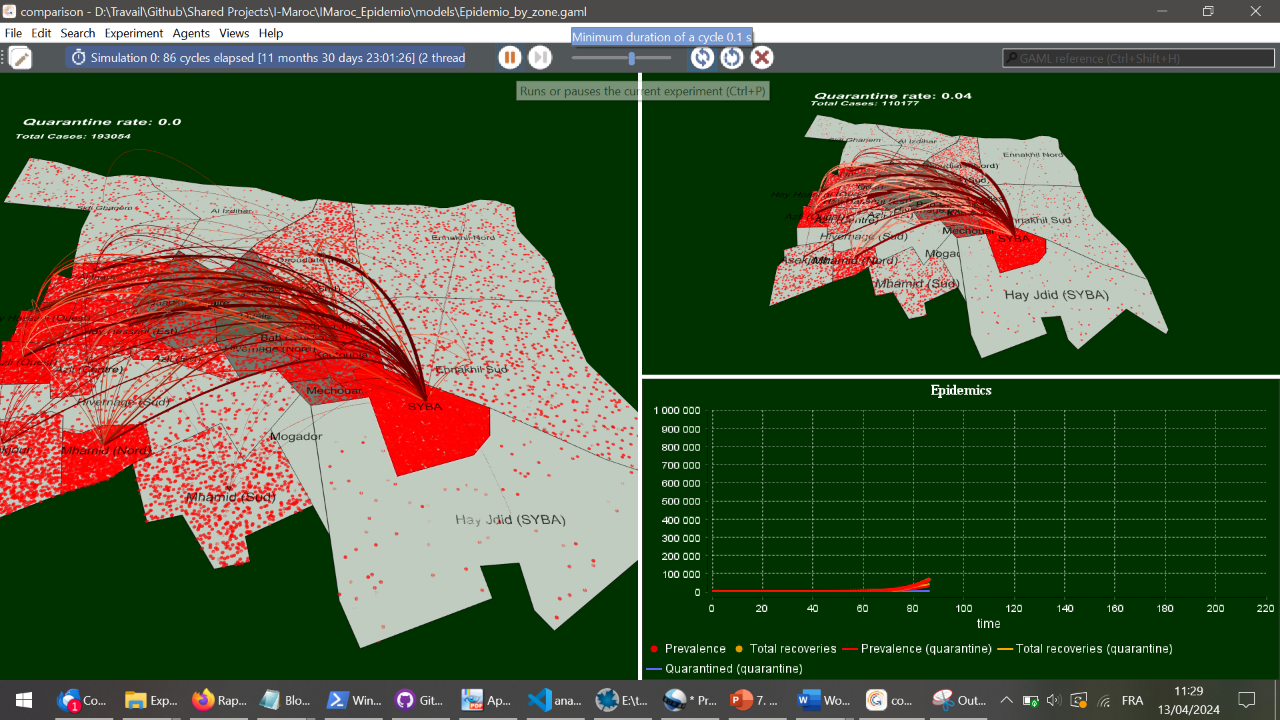 comparison - D:\Travail\Github\Shared Projects\I-Maroc\IMaroc_Epidemio\models\Epidemio_by_zone.gaml
File Edit Search Experiment Agents Views Help
Minimum duration of a cycle 0.1 s
Simulation 0: 86 cycles elapsed [11 months 30 days 23:01:26] (2 thread
GAML reference (Ctrl+Shift+H)
Runs or pauses the current experiment (Ctrl+P)
Quarantine rate: 0.0
Total Cases: 193054
Al Izdihar
Ennakhil Nord
Hivernage (Nord)
Ennakhil Sud
Mechouar
Hivernage (Sud)
SYBA
Mogador
Mhamid (Nord)
Mhamid (Sud)
Hay Jdid (SYBA)
Quarantine rate: 0.04
Total Cases: 110177
Al Izdihar
Ennakhil Nord
Ennakhil Sud
Mechouar
Hivernage (Sud)
SYBA
Mogac
Mhamid (Nord)
Mhamid (Sud)
Hay Jdid (SYBA)
Epidemics
1 000 000
900 000
800 000
700 000
600 000
500 000
400 000
300 000
200 000
100 000
0
0 20 40 60 80 100 120 140 160 180 200 220
time
Prevalence Total recoveries Prevalence (quarantine) Total recoveries (quarantine)
Quarantined (quarantine)
1 Co... Exp... Rap... Blo... Win... Git... Ap... ana... E:\t... * Pr... 7. ... Wo... co... Out... FRA
11:29
13/04/2024